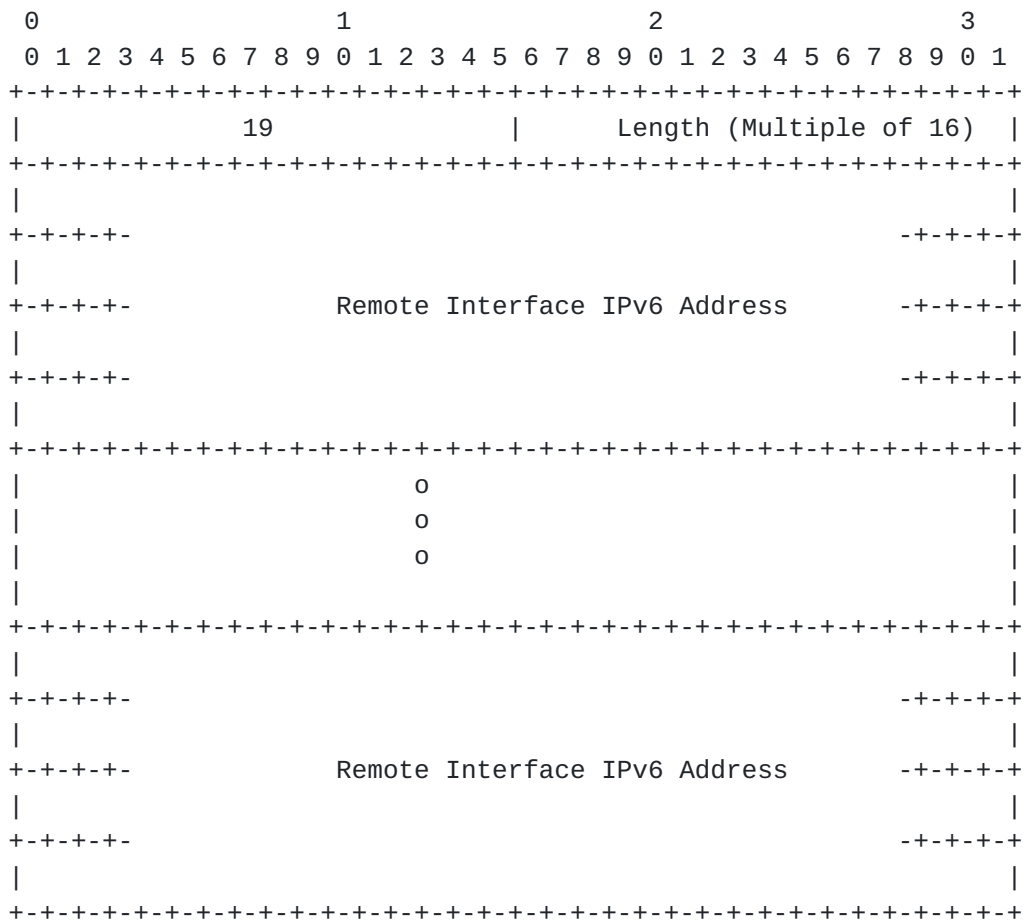 0                   1                   2                   3
 0 1 2 3 4 5 6 7 8 9 0 1 2 3 4 5 6 7 8 9 0 1 2 3 4 5 6 7 8 9 0 1
+-+-+-+-+-+-+-+-+-+-+-+-+-+-+-+-+-+-+-+-+-+-+-+-+-+-+-+-+-+-+-+-+
|              19               |      Length (Multiple of 16)  |
+-+-+-+-+-+-+-+-+-+-+-+-+-+-+-+-+-+-+-+-+-+-+-+-+-+-+-+-+-+-+-+-+
|                                                               |
+-+-+-+-                                                 -+-+-+-+
|                                                               |
+-+-+-+-             Remote Interface IPv6 Address       -+-+-+-+
|                                                               |
+-+-+-+-                                                 -+-+-+-+
|                                                               |
+-+-+-+-+-+-+-+-+-+-+-+-+-+-+-+-+-+-+-+-+-+-+-+-+-+-+-+-+-+-+-+-+
|                         o                                     |
|                         o                                     |
|                         o                                     |
|                                                               |
+-+-+-+-+-+-+-+-+-+-+-+-+-+-+-+-+-+-+-+-+-+-+-+-+-+-+-+-+-+-+-+-+
|                                                               |
+-+-+-+-                                                 -+-+-+-+
|                                                               |
+-+-+-+-             Remote Interface IPv6 Address       -+-+-+-+
|                                                               |
+-+-+-+-                                                 -+-+-+-+
|                                                               |
+-+-+-+-+-+-+-+-+-+-+-+-+-+-+-+-+-+-+-+-+-+-+-+-+-+-+-+-+-+-+-+-+